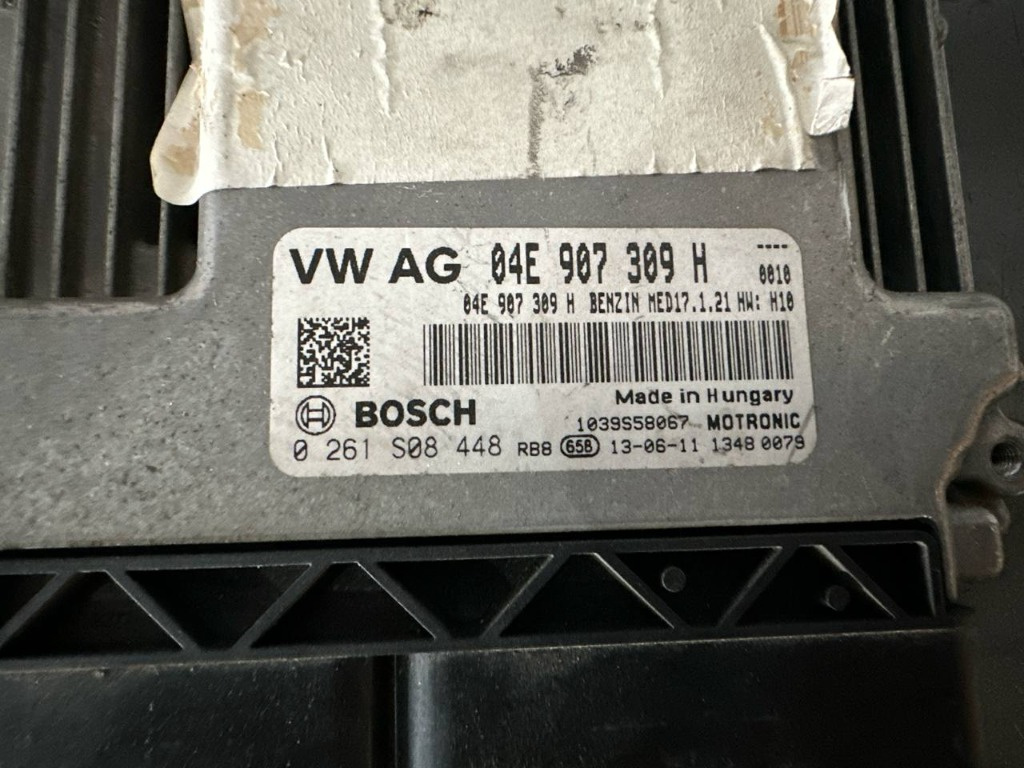 VW AG 04E 907 309 H ----
0010
04E 907 309 H BENZIN MED17.1.21 HW: H10
Made in Hungary
BOSCH 1039S58067 MOTRONIC
0 261 S08 448 RB8 65B 13-06-11 1348 0079